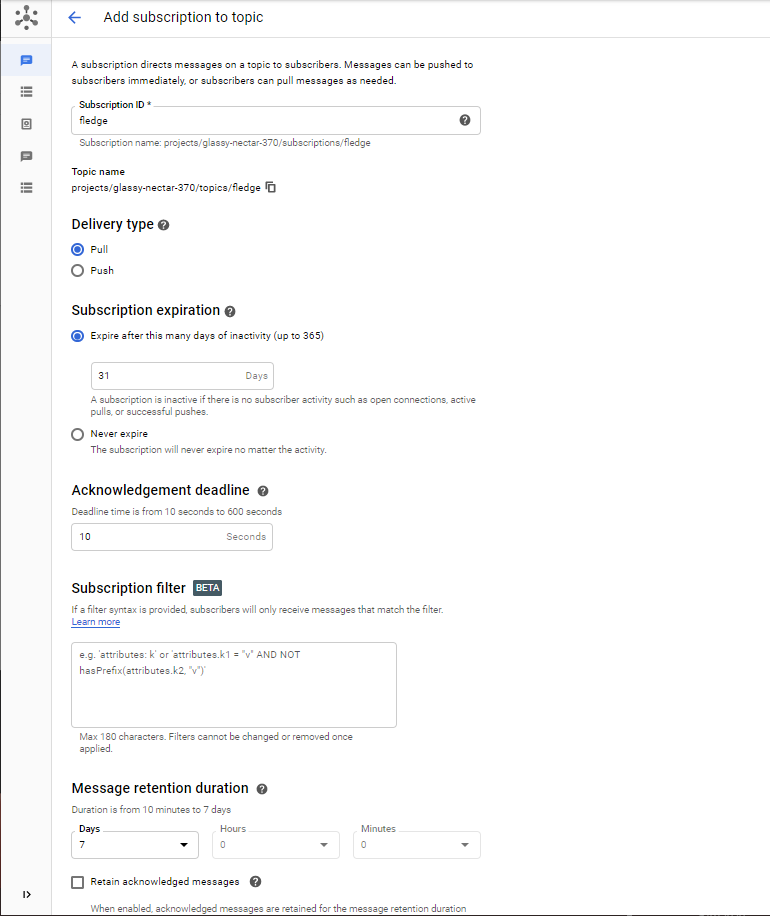 Add subscription to topic
A subscription directs messages on a topic to subscribers. Messages can be pushed to
subscribers immediately, or subscribers can pull messages as needed.
Subscription ID *
fledge
Subscription name: projects/glassy-nectar-370/subscriptions/fledge
Topic name
projects/glassy-nectar-370/topics/fledge
Delivery type
Pull
Push
Subscription expiration
Expire after this many days of inactivity (up to 365)
31 Days
A subscription is inactive if there is no subscriber activity such as open connections, active
pulls, or successful pushes.
Never expire
The subscription will never expire no matter the activity.
Acknowledgement deadline
Deadline time is from 10 seconds to 600 seconds
10 Seconds
Subscription filter BETA
If a filter syntax is provided, subscribers will only receive messages that match the filter.
Learn more
e.g. `attributes: k` or `attributes.k1 = "v" AND NOT
hasPrefix(attributes.k2, "v")`
Max 180 characters. Filters cannot be changed or removed once
applied.
Message retention duration
Duration is from 10 minutes to 7 days
Days Hours Minutes
7 0 0
Retain acknowledged messages
When enabled, acknowledged messages are retained for the message retention duration